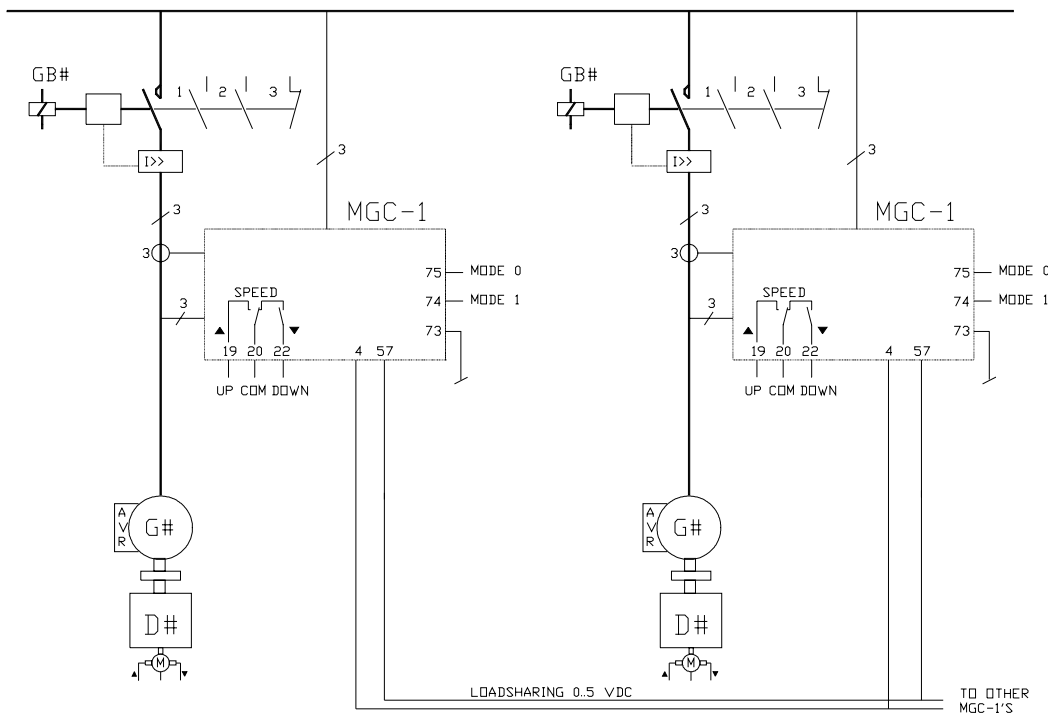 GB#
1 2 3
I>>
3
3
MGC-1
3
75 MODE 0
SPEED
74 MODE 1
3
73
19 20 22
4 57
UP COM DOWN
AVR
G#
D#
M
GB#
1 2 3
I>>
3
3
MGC-1
3
75 MODE 0
SPEED
74 MODE 1
3
73
19 20 22
4 57
UP COM DOWN
AVR
G#
D#
M
LOADSHARING 0..5 VDC
TO OTHER
MGC-1'S